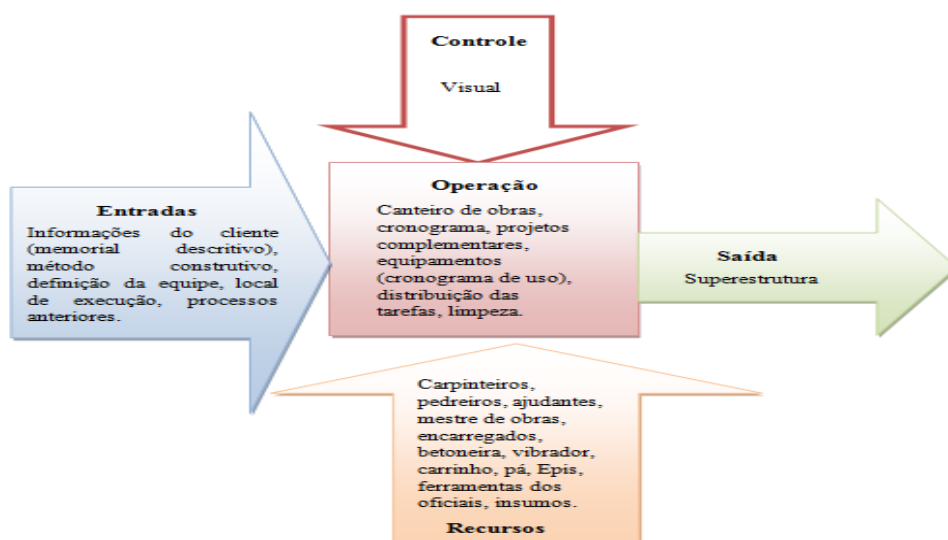 Controle
Visual
Entradas
Informações do cliente
(memorial descritivo),
método construtivo,
definição da equipe, local
de execução, processos
anteriores.
Operação
Canteiro de obras,
cronograma, projetos
complementares,
equipamentos
(cronograma de uso),
distribuição das
tarefas, limpeza.
Saída
Superestrutura
Carpinteiros,
pedreiros, ajudantes,
mestre de obras,
encarregados,
betoneira, vibrador,
carrinho, pá, Epis,
ferramentas dos
oficiais, insumos.
Recursos